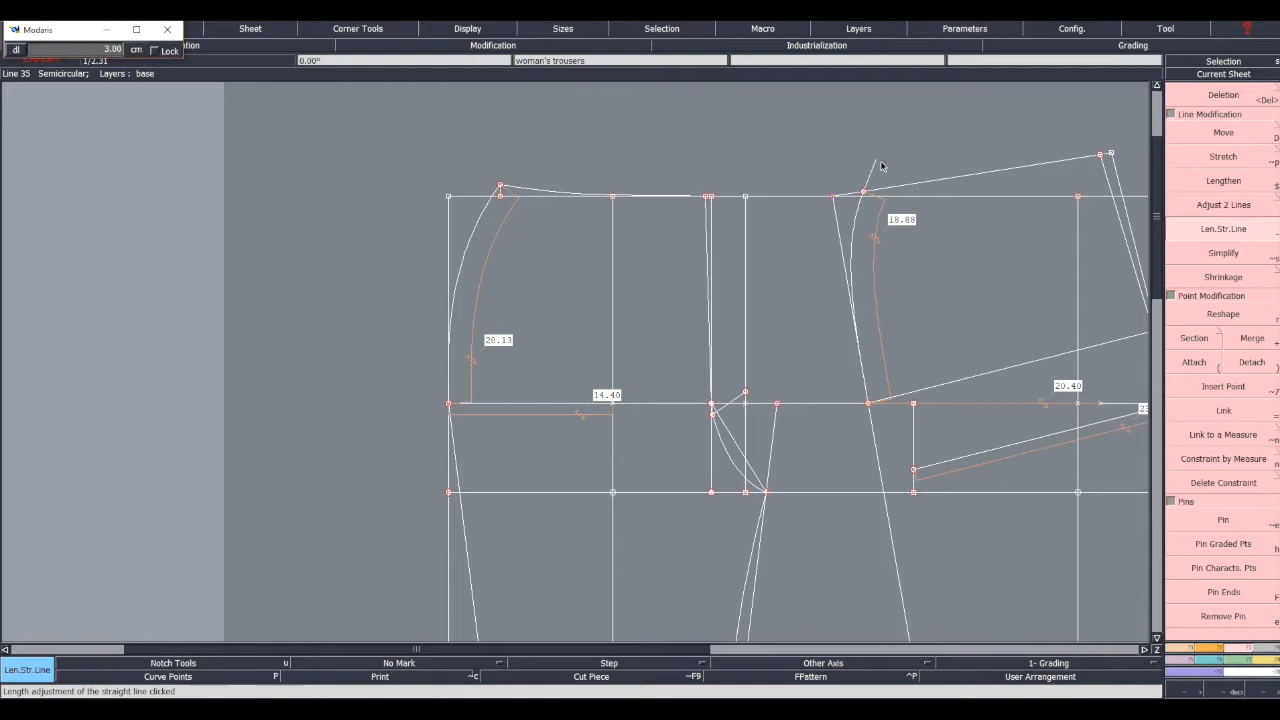 Modaris
Sheet Corner Tools Display Sizes Selection Macro Layers Parameters Config. Tool
dl 3.00 cm Lock
Modification Industrialization Grading
1/2.31 0.00° woman's trousers Selection s
Line 35 Semicircular; Layers : base Current Sheet
Deletion <Del>
Line Modification
Move D
Stretch ~p
Lengthen s
Adjust 2 Lines
Len.Str.Line
Simplify ~s
Shrinkage
Point Modification
Reshape r
Section Merge
Attach ( Detach )
Insert Point
Link =
Link to a Measure ~n
Constraint by Measure
Delete Constraint
Pins
Pin ~e
Pin Graded Pts h
Pin Characts. Pts
Pin Ends F
Remove Pin e
18.88
20.13
14.40
20.40
Len.Str.Line
Notch Tools u No Mark Step Other Axis 1- Grading
Curve Points P Print ~c Cut Piece ~F9 FPattern ^P User Arrangement
Length adjustment of the straight line clicked